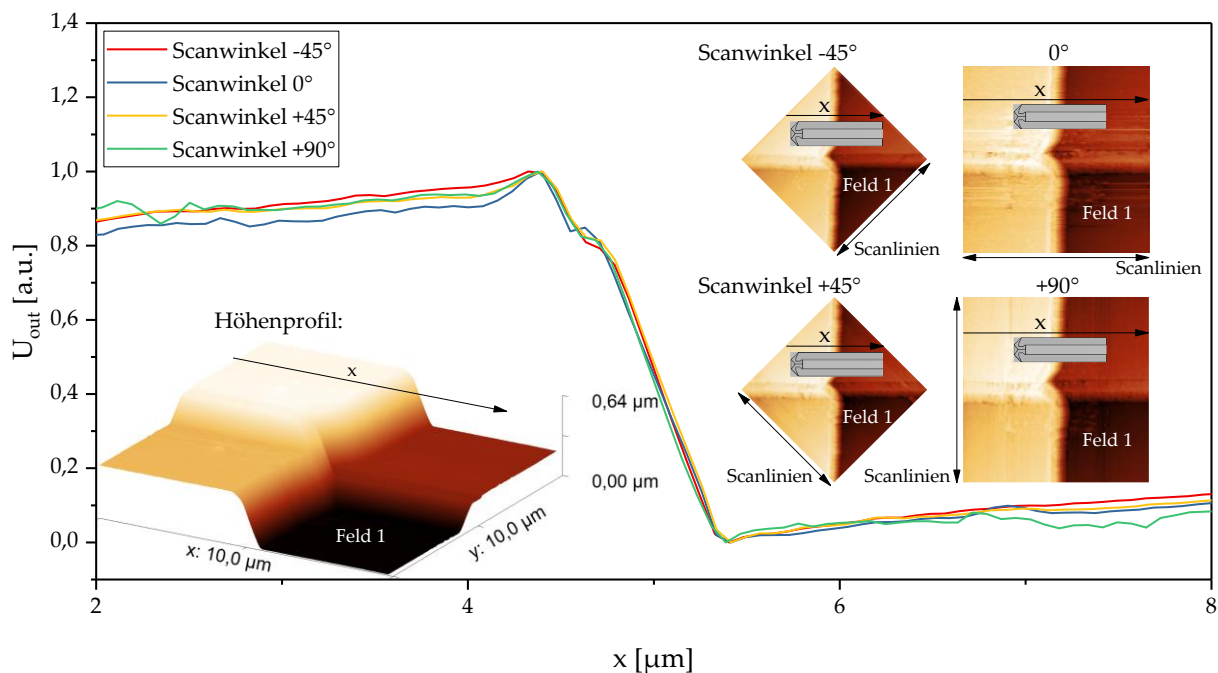 1,4
1,2
1,0
0,8
0,6
0,4
0,2
0,0
U_out [a.u.]
Scanwinkel -45°
Scanwinkel 0°
Scanwinkel +45°
Scanwinkel +90°
Scanwinkel -45°
0°
x
x
Feld 1
Feld 1
Scanlinien
Scanlinien
Scanwinkel +45°
+90°
x
x
Feld 1
Feld 1
Scanlinien
Scanlinien
Höhenprofil:
x
0,64 µm
0,00 µm
Feld 1
x: 10,0 µm
y: 10,0 µm
2
4
6
8
x [µm]